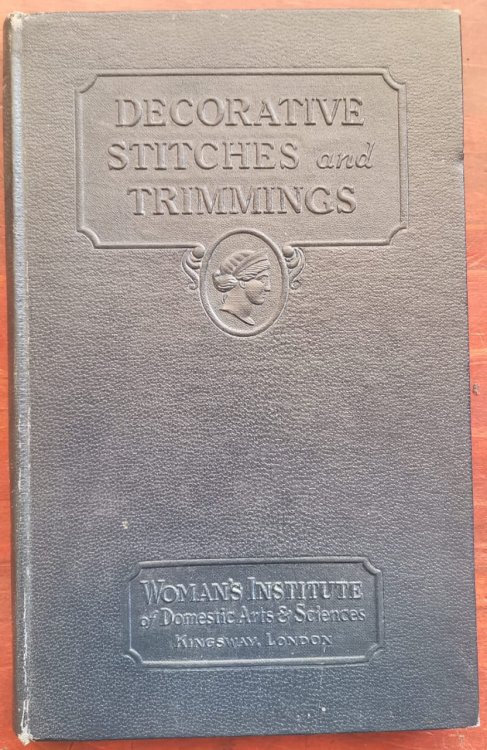 DECORATIVE
STITCHES and
TRIMMINGS
WOMAN'S INSTITUTE
of Domestic Arts & Sciences
KINGSWAY, LONDON